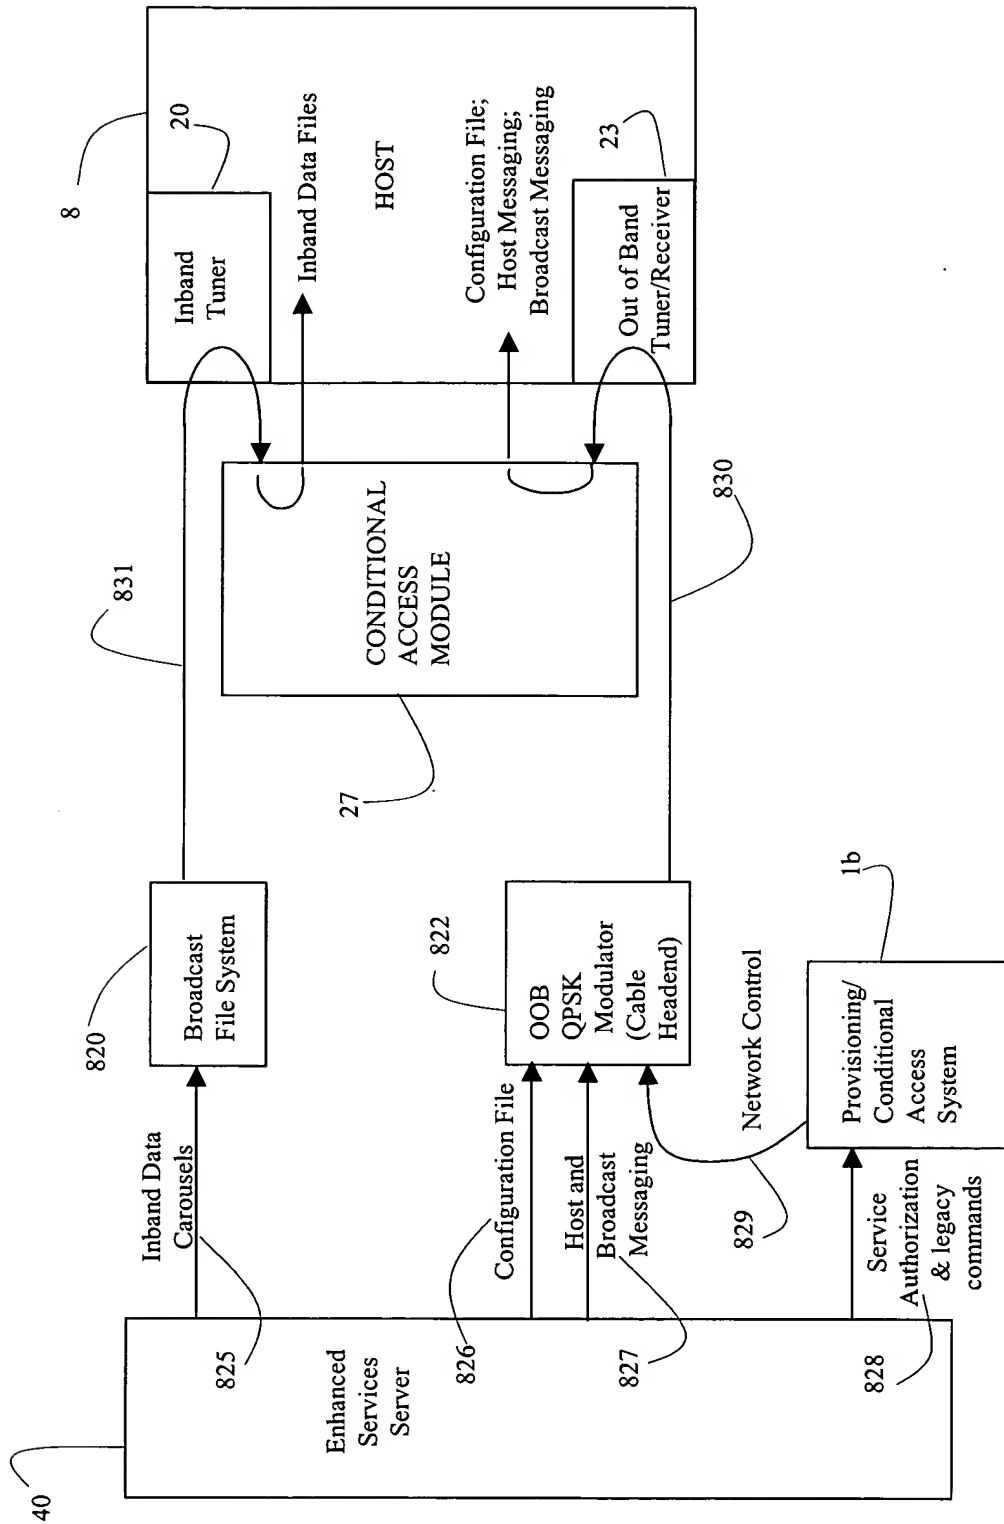 40
Enhanced
Services
Server
825
Inband Data
Carousels
826
Configuration File
827
Host and
Broadcast
Messaging
828
Service
Authorization
& legacy
commands
829
Network Control
820
Broadcast
File System
822
OOB
QPSK
Modulator
(Cable
Headend)
1b
Provisioning/
Conditional
Access
System
831
830
27
CONDITIONAL
ACCESS
MODULE
8
20
Inband
Tuner
Inband Data Files
HOST
Configuration File;
Host Messaging;
Broadcast Messaging
23
Out of Band
Tuner/Receiver